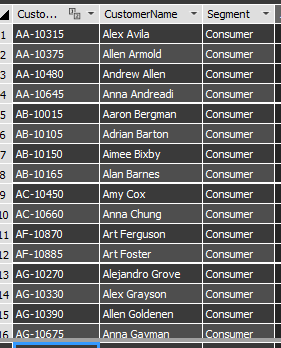 Custo... CustomerName Segment
1 AA-10315 Alex Avila Consumer
2 AA-10375 Allen Armold Consumer
3 AA-10480 Andrew Allen Consumer
4 AA-10645 Anna Andreadi Consumer
5 AB-10015 Aaron Bergman Consumer
6 AB-10105 Adrian Barton Consumer
7 AB-10150 Aimee Bixby Consumer
8 AB-10165 Alan Barnes Consumer
9 AC-10450 Amy Cox Consumer
10 AC-10660 Anna Chung Consumer
11 AF-10870 Art Ferguson Consumer
12 AF-10885 Art Foster Consumer
13 AG-10270 Alejandro Grove Consumer
14 AG-10330 Alex Grayson Consumer
15 AG-10390 Allen Goldenen Consumer
16 AG-10675 Anna Gayman Consumer